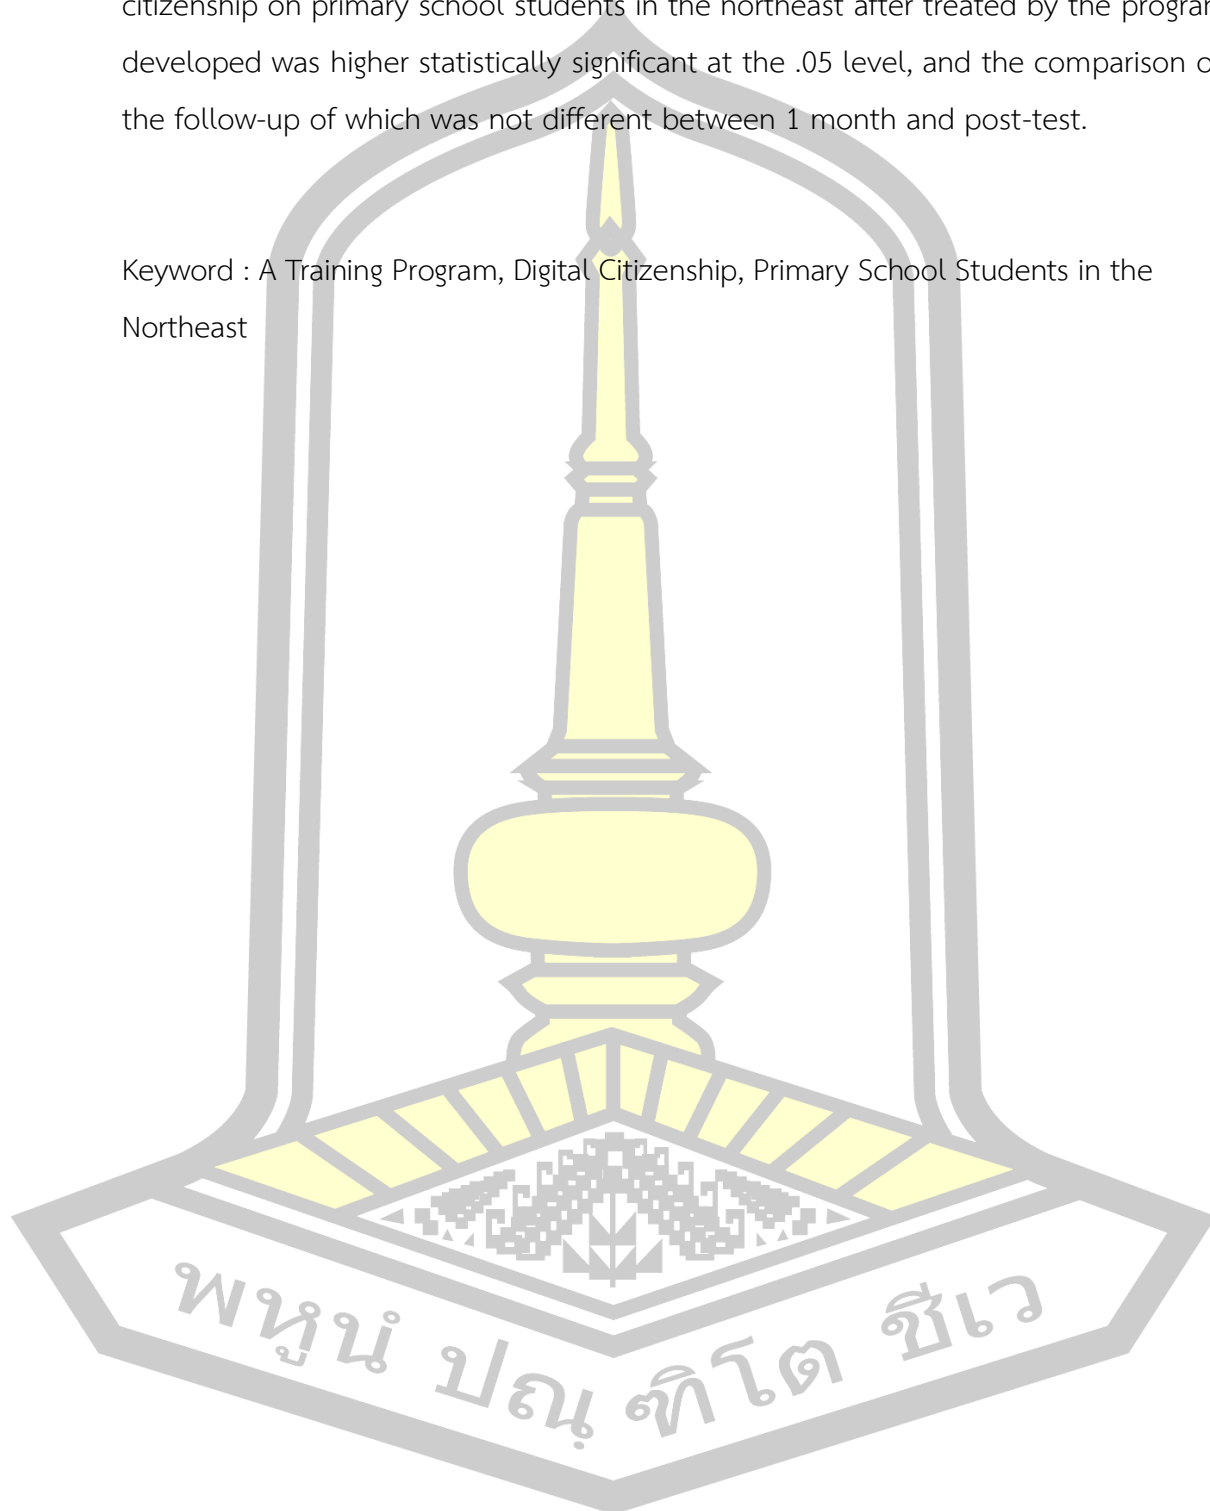 citizenship on primary school students in the northeast after treated by the program
developed was higher statistically significant at the .05 level, and the comparison of
the follow-up of which was not different between 1 month and post-test.
Keyword : A Training Program, Digital Citizenship, Primary School Students in the
Northeast
พหูนํ ปณฺฑิโต ชีเว